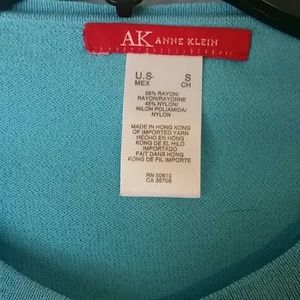 AK ANNE KLEIN
U.S- S
MEX CH
55% RAYON/
RAYON/RAYONNE
45% NYLON/
NILON POLIAMIDA/
NYLON
MADE IN HONG KONG
OF IMPORTED YARN
HECHO EN HONG
KONG DE EL HILO
IMPORTADO
FAIT DANS HONG
KONG DE FIL IMPORTE
RN 50610
CA 35708